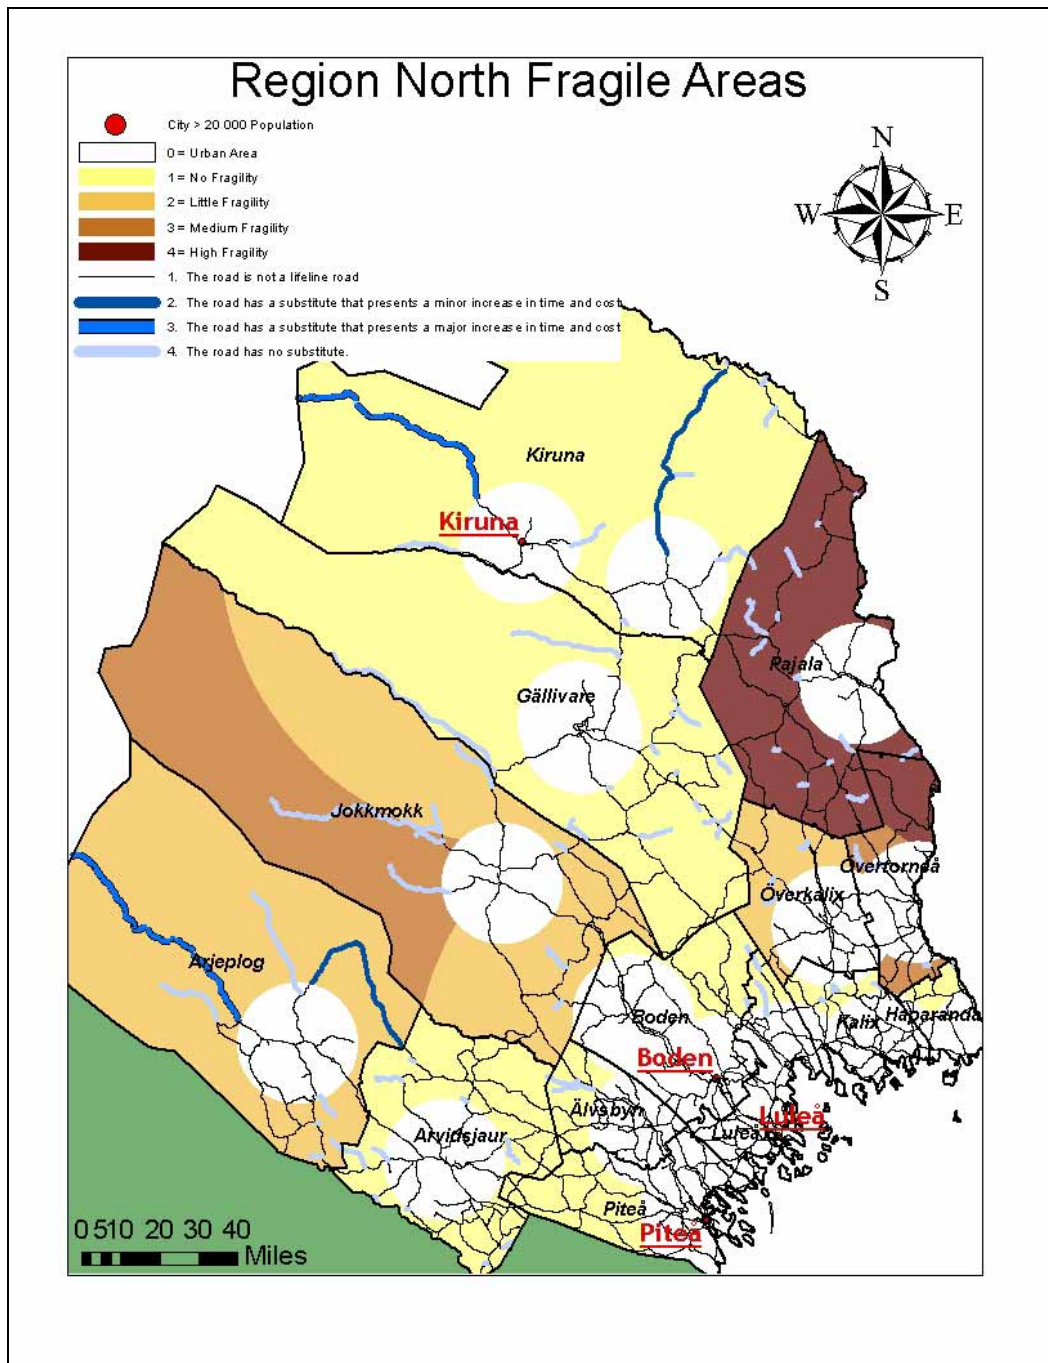 Region North Fragile Areas
City > 20 000 Population
0 = Urban Area
1 = No Fragility
2 = Little Fragility
3 = Medium Fragility
4 = High Fragility
1. The road is not a lifeline road
2. The road has a substitute that presents a minor increase in time and cost.
3. The road has a substitute that presents a major increase in time and cost
4. The road has no substitute.
N
W
E
S
Kiruna
Kiruna
Pajala
Gällivare
Jokkmokk
Övertorneå
Överkalix
Arjeplog
Boden
Kalix
Haparanda
Boden
Älvsbyn
Luleå
Luleå
Arvidsjaur
Piteå
Piteå
0 5 10 20 30 40
Miles